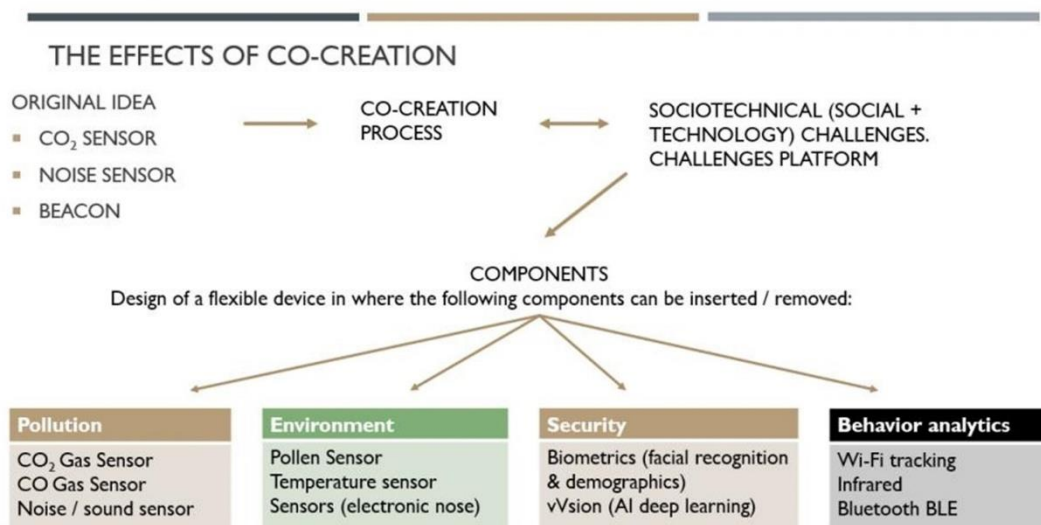 THE EFFECTS OF CO-CREATION
ORIGINAL IDEA
▪ CO₂ SENSOR
▪ NOISE SENSOR
▪ BEACON
CO-CREATION
PROCESS
SOCIOTECHNICAL (SOCIAL +
TECHNOLOGY) CHALLENGES.
CHALLENGES PLATFORM
COMPONENTS
Design of a flexible device in where the following components can be inserted / removed:
Pollution
CO₂ Gas Sensor
CO Gas Sensor
Noise / sound sensor
Environment
Pollen Sensor
Temperature sensor
Sensors (electronic nose)
Security
Biometrics (facial recognition
& demographics)
vVsion (AI deep learning)
Behavior analytics
Wi-Fi tracking
Infrared
Bluetooth BLE